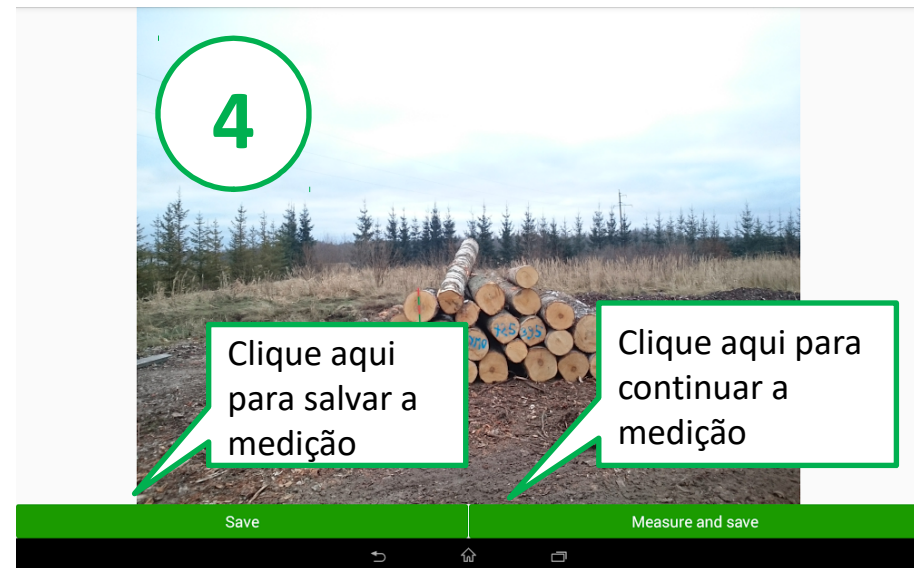 4
Clique aqui
para salvar a
medição
Clique aqui para
continuar a
medição
Save
Measure and save